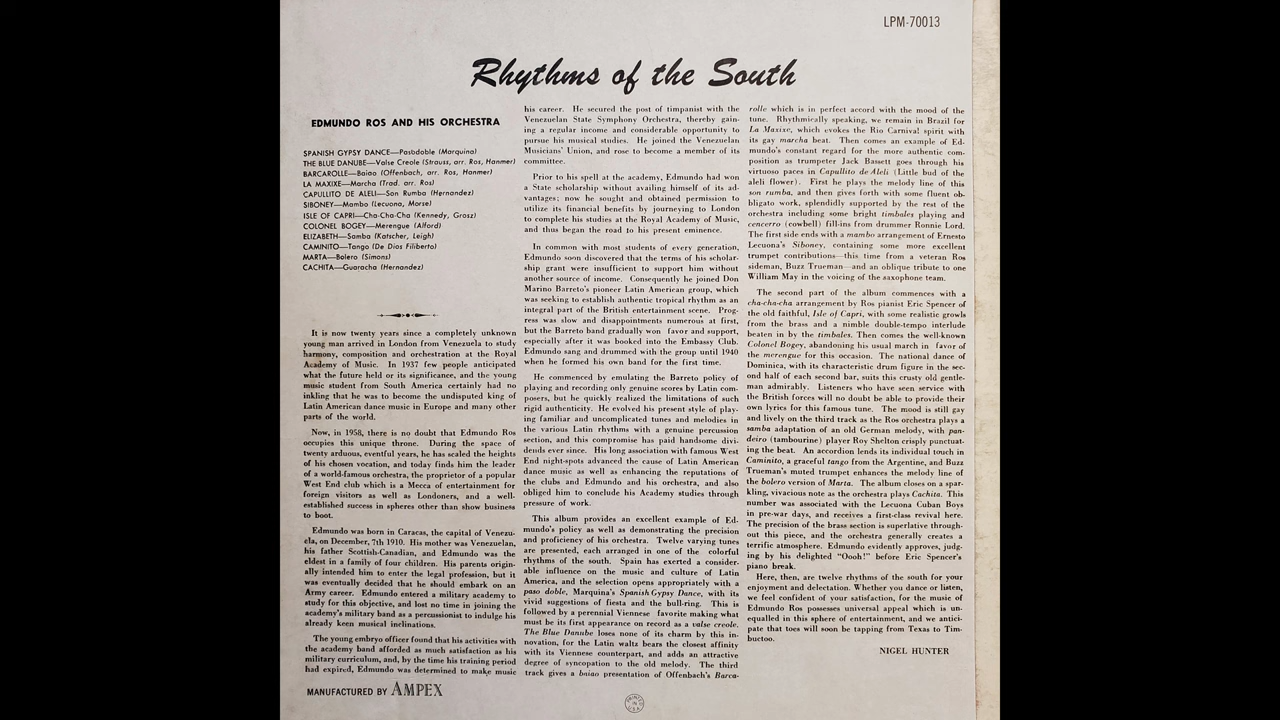 LPM-70013
Rhythms of the South
EDMUNDO ROS AND HIS ORCHESTRA
SPANISH GYPSY DANCE—Pasodoble (Marquina)
THE BLUE DANUBE—Valse Creole (Strauss, arr. Ros, Hanmer)
BARCAROLLE—Baiao (Offenbach, arr. Ros, Hanmer)
LA MAXIXE—Marcha (Trad. arr. Ros)
CAPULLITO DE ALELI—Son Rumba (Hernandez)
SIBONEY—Mambo (Lecuona, Morse)
ISLE OF CAPRI—Cha-Cha-Cha (Kennedy, Grosz)
COLONEL BOGEY—Merengue (Alford)
ELIZABETH—Samba (Katscher, Leigh)
CAMINITO—Tango (De Dios Filiberto)
MARTA—Bolero (Simons)
CACHITA—Guaracha (Hernandez)
It is now twenty years since a completely unknown
young man arrived in London from Venezuela to study
harmony, composition and orchestration at the Royal
Academy of Music. In 1937 few people anticipated
what the future held or its significance, and the young
music student from South America certainly had no
inkling that he was to become the undisputed king of
Latin American dance music in Europe and many other
parts of the world.
Now, in 1958, there is no doubt that Edmundo Ros
occupies this unique throne. During the space of
twenty arduous, eventful years, he has scaled the heights
of his chosen vocation, and today finds him the leader
of a world-famous orchestra, the proprietor of a popular
West End club which is a Mecca of entertainment for
foreign visitors as well as Londoners, and a well-
established success in spheres other than show business
to boot.
Edmundo was born in Caracas, the capital of Venezu-
ela, on December, 7th 1910. His mother was Venezuelan,
his father Scottish-Canadian, and Edmundo was the
eldest in a family of four children. His parents origin-
ally intended him to enter the legal profession, but it
was eventually decided that he should embark on an
Army career. Edmundo entered a military academy to
study for this objective, and lost no time in joining the
academy's military band as a percussionist to indulge his
already keen musical inclinations.
The young embryo officer found that his activities with
the academy band afforded as much satisfaction as his
military curriculum, and, by the time his training period
had expired, Edmundo was determined to make music
his career. He secured the post of timpanist with the
Venezuelan State Symphony Orchestra, thereby gain-
ing a regular income and considerable opportunity to
pursue his musical studies. He joined the Venezuelan
Musicians' Union, and rose to become a member of its
committee.
Prior to his spell at the academy, Edmundo had won
a State scholarship without availing himself of its ad-
vantages; now he sought and obtained permission to
utilize its financial benefits by journeying to London
to complete his studies at the Royal Academy of Music,
and thus began the road to his present eminence.
In common with most students of every generation,
Edmundo soon discovered that the terms of his scholar-
ship grant were insufficient to support him without
another source of income. Consequently he joined Don
Marino Barreto's pioneer Latin American group, which
was seeking to establish authentic tropical rhythm as an
integral part of the British entertainment scene. Prog-
ress was slow and disappointments numerous at first,
but the Barreto band gradually won favor and support,
especially after it was booked into the Embassy Club.
Edmundo sang and drummed with the group until 1940
when he formed his own band for the first time.
He commenced by emulating the Barreto policy of
playing and recording only genuine scores by Latin com-
posers, but he quickly realized the limitations of such
rigid authenticity. He evolved his present style of play-
ing familiar and uncomplicated tunes and melodies in
the various Latin rhythms with a genuine percussion
section, and this compromise has paid handsome divi-
dends ever since. His long association with famous West
End night-spots advanced the cause of Latin American
dance music as well as enhancing the reputations of
the clubs and Edmundo and his orchestra, and also
obliged him to conclude his Academy studies through
pressure of work.
This album provides an excellent example of Ed-
mundo's policy as well as demonstrating the precision
and proficiency of his orchestra. Twelve varying tunes
are presented, each arranged in one of the colorful
rhythms of the south. Spain has exerted a consider-
able influence on the music and culture of Latin
America, and the selection opens appropriately with a
paso doble, Marquina's Spanish Gypsy Dance, with its
vivid suggestions of fiesta and the bull-ring. This is
followed by a perennial Viennese favorite making what
must be its first appearance on record as a valse creole.
The Blue Danube loses none of its charm by this in-
novation, for the Latin waltz bears the closest affinity
with its Viennese counterpart, and adds an attractive
degree of syncopation to the old melody. The third
track gives a baiao presentation of Offenbach's Barca-
rolle which is in perfect accord with the mood of the
tune. Rhythmically speaking, we remain in Brazil for
La Maxixe, which evokes the Rio Carnival spirit with
its gay marcha beat. Then comes an example of Ed-
mundo's constant regard for the more authentic com-
position as trumpeter Jack Bassett goes through his
virtuoso paces in Capullito de Aleli (Little bud of the
aleli flower). First he plays the melody line of this
son rumba, and then gives forth with some fluent ob-
bligato work, splendidly supported by the rest of the
orchestra including some bright timbales playing and
cencerro (cowbell) fill-ins from drummer Ronnie Lord.
The first side ends with a mambo arrangement of Ernesto
Lecuona's Siboney, containing some more excellent
trumpet contributions—this time from a veteran Ros
sideman, Buzz Trueman—and an oblique tribute to one
William May in the voicing of the saxophone team.
The second part of the album commences with a
cha-cha-cha arrangement by Ros pianist Eric Spencer of
the old faithful, Isle of Capri, with some realistic growls
from the brass and a nimble double-tempo interlude
beaten in by the timbales. Then comes the well-known
Colonel Bogey, abandoning his usual march in favor of
the merengue for this occasion. The national dance of
Dominica, with its characteristic drum figure in the sec-
ond half of each second bar, suits this crusty old gentle-
man admirably. Listeners who have seen service with
the British forces will no doubt be able to provide their
own lyrics for this famous tune. The mood is still gay
and lively on the third track as the Ros orchestra plays a
samba adaptation of an old German melody, with pan-
deiro (tambourine) player Roy Shelton crisply punctuat-
ing the beat. An accordion lends its individual touch in
Caminito, a graceful tango from the Argentine, and Buzz
Trueman's muted trumpet enhances the melody line of
the bolero version of Marta. The album closes on a spar-
kling, vivacious note as the orchestra plays Cachita. This
number was associated with the Lecuona Cuban Boys
in pre-war days, and receives a first-class revival here.
The precision of the brass section is superlative through-
out this piece, and the orchestra generally creates a
terrific atmosphere. Edmundo evidently approves, judg-
ing by his delighted "Oooh!" before Eric Spencer's
piano break.
Here, then, are twelve rhythms of the south for your
enjoyment and delectation. Whether you dance or listen,
we feel confident of your satisfaction, for the music of
Edmundo Ros possesses universal appeal which is un-
equalled in this sphere of entertainment, and we antici-
pate that toes will soon be tapping from Texas to Tim-
buctoo.
NIGEL HUNTER
MANUFACTURED BY AMPEX
PRINTED IN U.S.A.